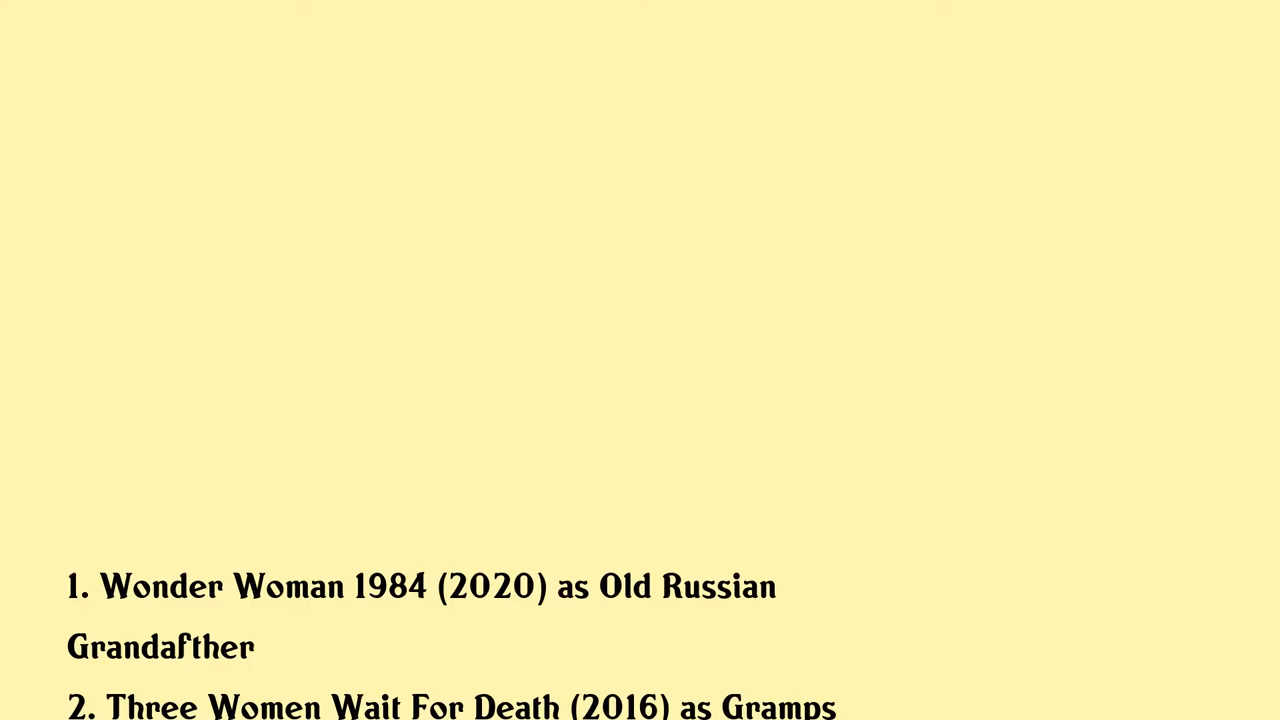 1. Wonder Woman 1984 (2020) as Old Russian
Grandafther
2. Three Women Wait For Death (2016) as Gramps